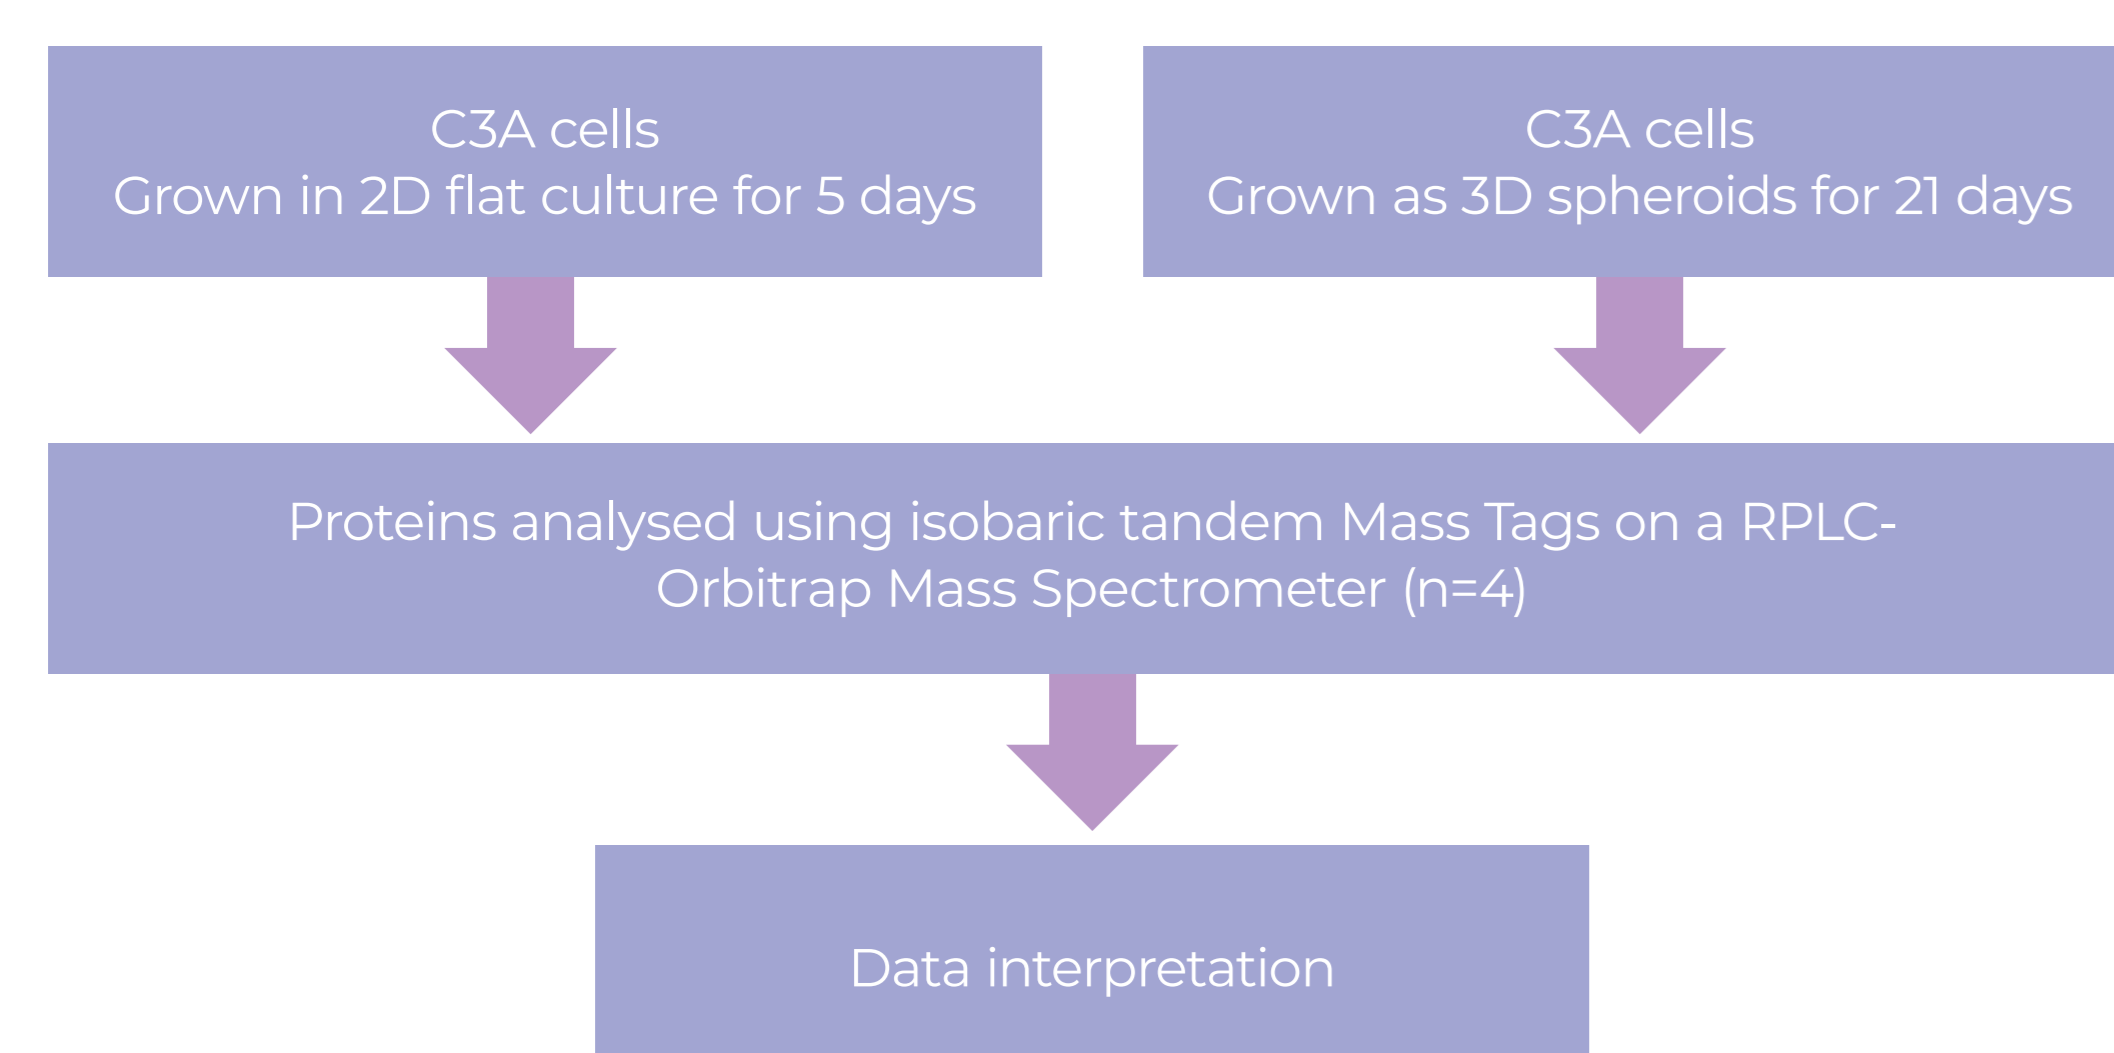 C3A cells
Grown in 2D flat culture for 5 days
C3A cells
Grown as 3D spheroids for 21 days
Proteins analysed using isobaric tandem Mass Tags on a RPLC-
Orbitrap Mass Spectrometer (n=4)
Data interpretation